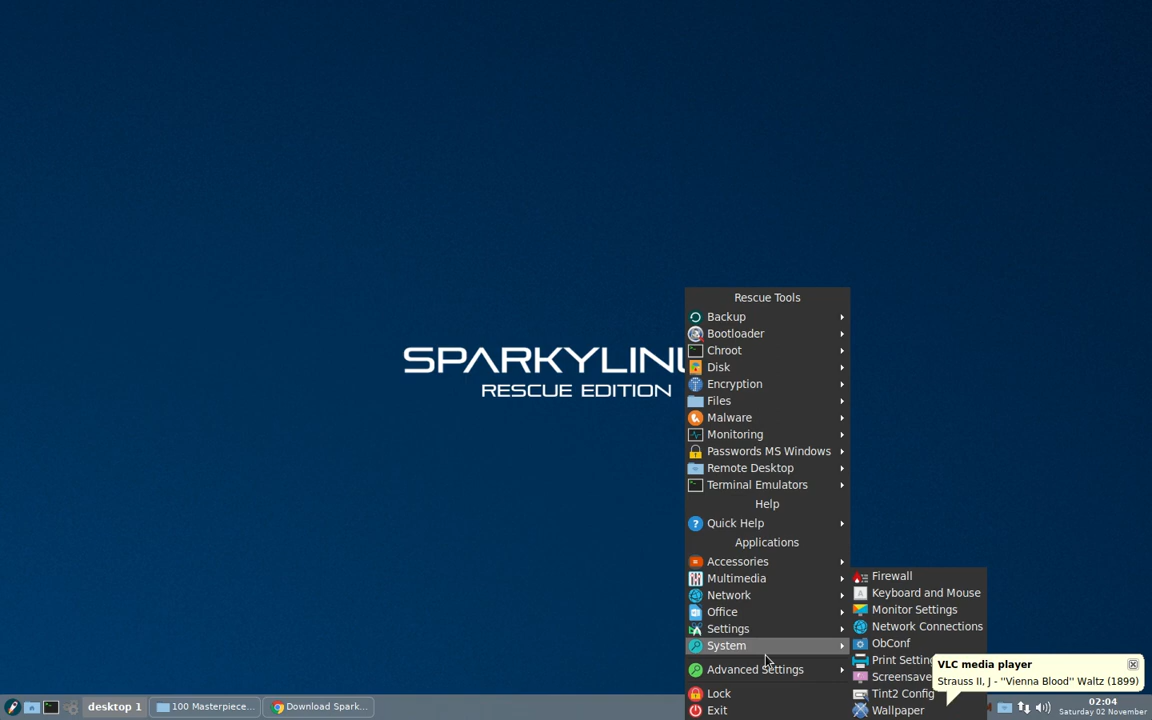 SPARKYLINU
RESCUE EDITION
Rescue Tools
Backup
Bootloader
Chroot
Disk
Encryption
Files
Malware
Monitoring
Passwords MS Windows
Remote Desktop
Terminal Emulators
Help
Quick Help
Applications
Accessories
Multimedia
Network
Office
Settings
System
Advanced Settings
Lock
Exit
Firewall
Keyboard and Mouse
Monitor Settings
Network Connections
ObConf
Print Setting
Screensave
Tint2 Config
Wallpaper
VLC media player
Strauss II, J - ''Vienna Blood'' Waltz (1899)
desktop 1
100 Masterpiece...
Download Spark...
02:04
Saturday 02 November